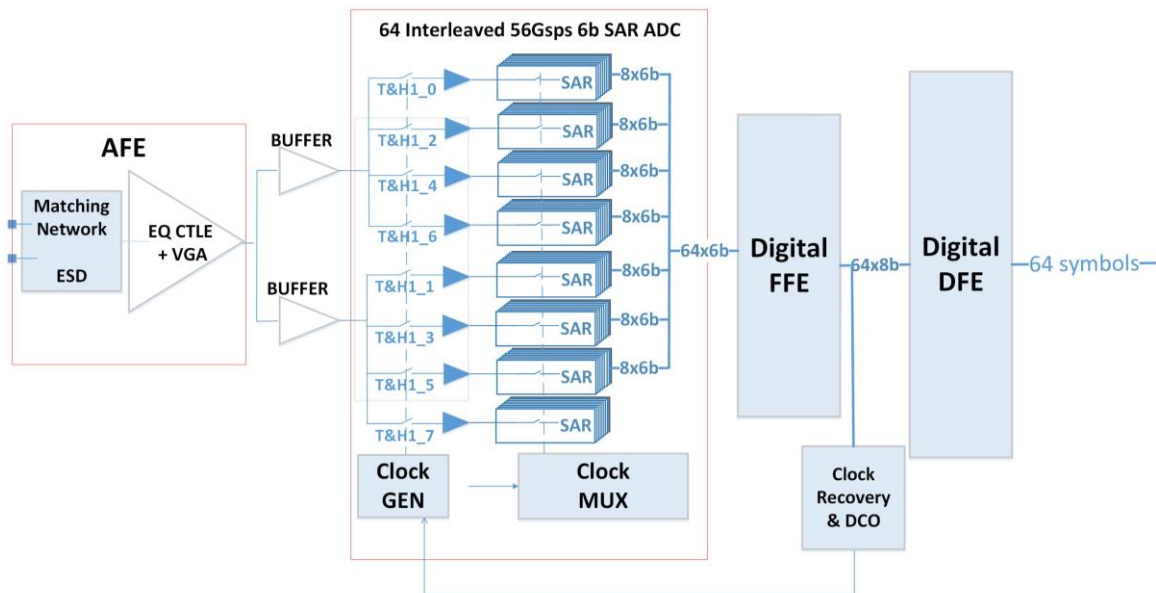 64 Interleaved 56Gsps 6b SAR ADC
AFE
Matching
Network
ESD
EQ CTLE
+ VGA
BUFFER
BUFFER
T&H1_0
SAR
8x6b
T&H1_2
SAR
8x6b
T&H1_4
SAR
8x6b
T&H1_6
SAR
8x6b
T&H1_1
SAR
8x6b
T&H1_3
SAR
8x6b
T&H1_5
SAR
8x6b
T&H1_7
SAR
Clock
GEN
Clock
MUX
64x6b
Digital
FFE
64x8b
Clock
Recovery
& DCO
Digital
DFE
64 symbols